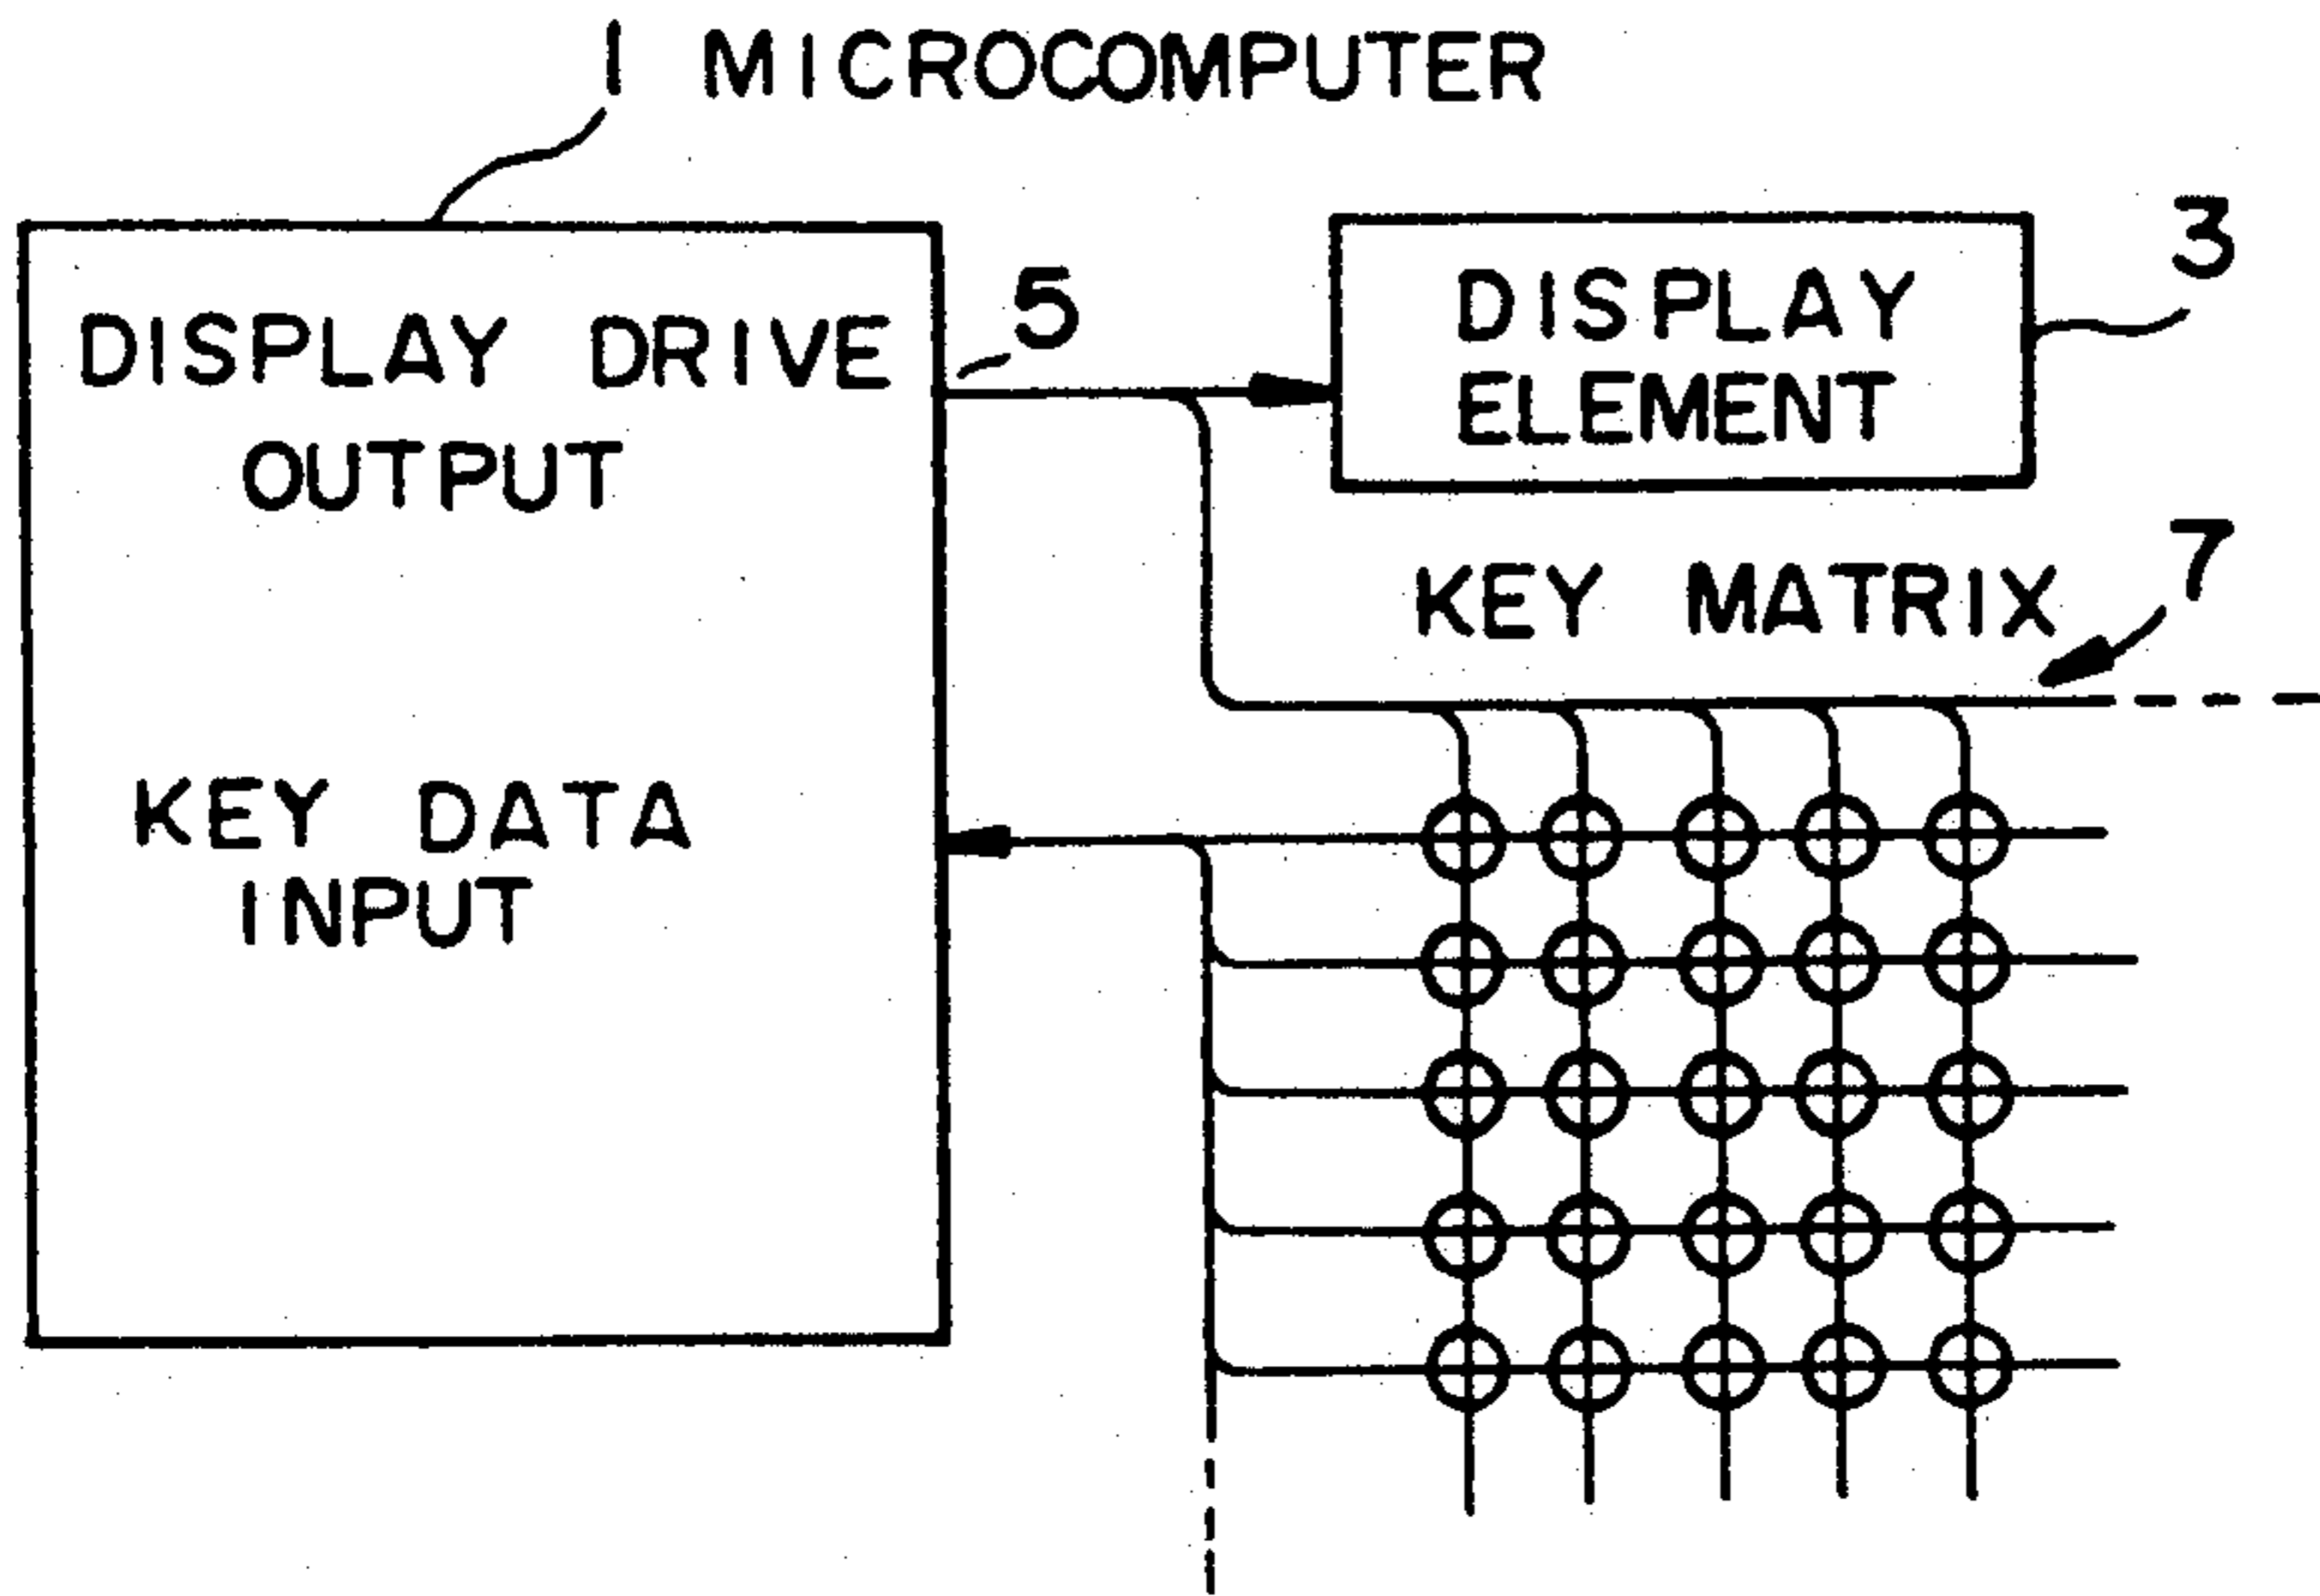 1 MICROCOMPUTER
3
5
DISPLAY DRIVE
OUTPUT
DISPLAY
ELEMENT
7
KEY MATRIX
KEY DATA
INPUT